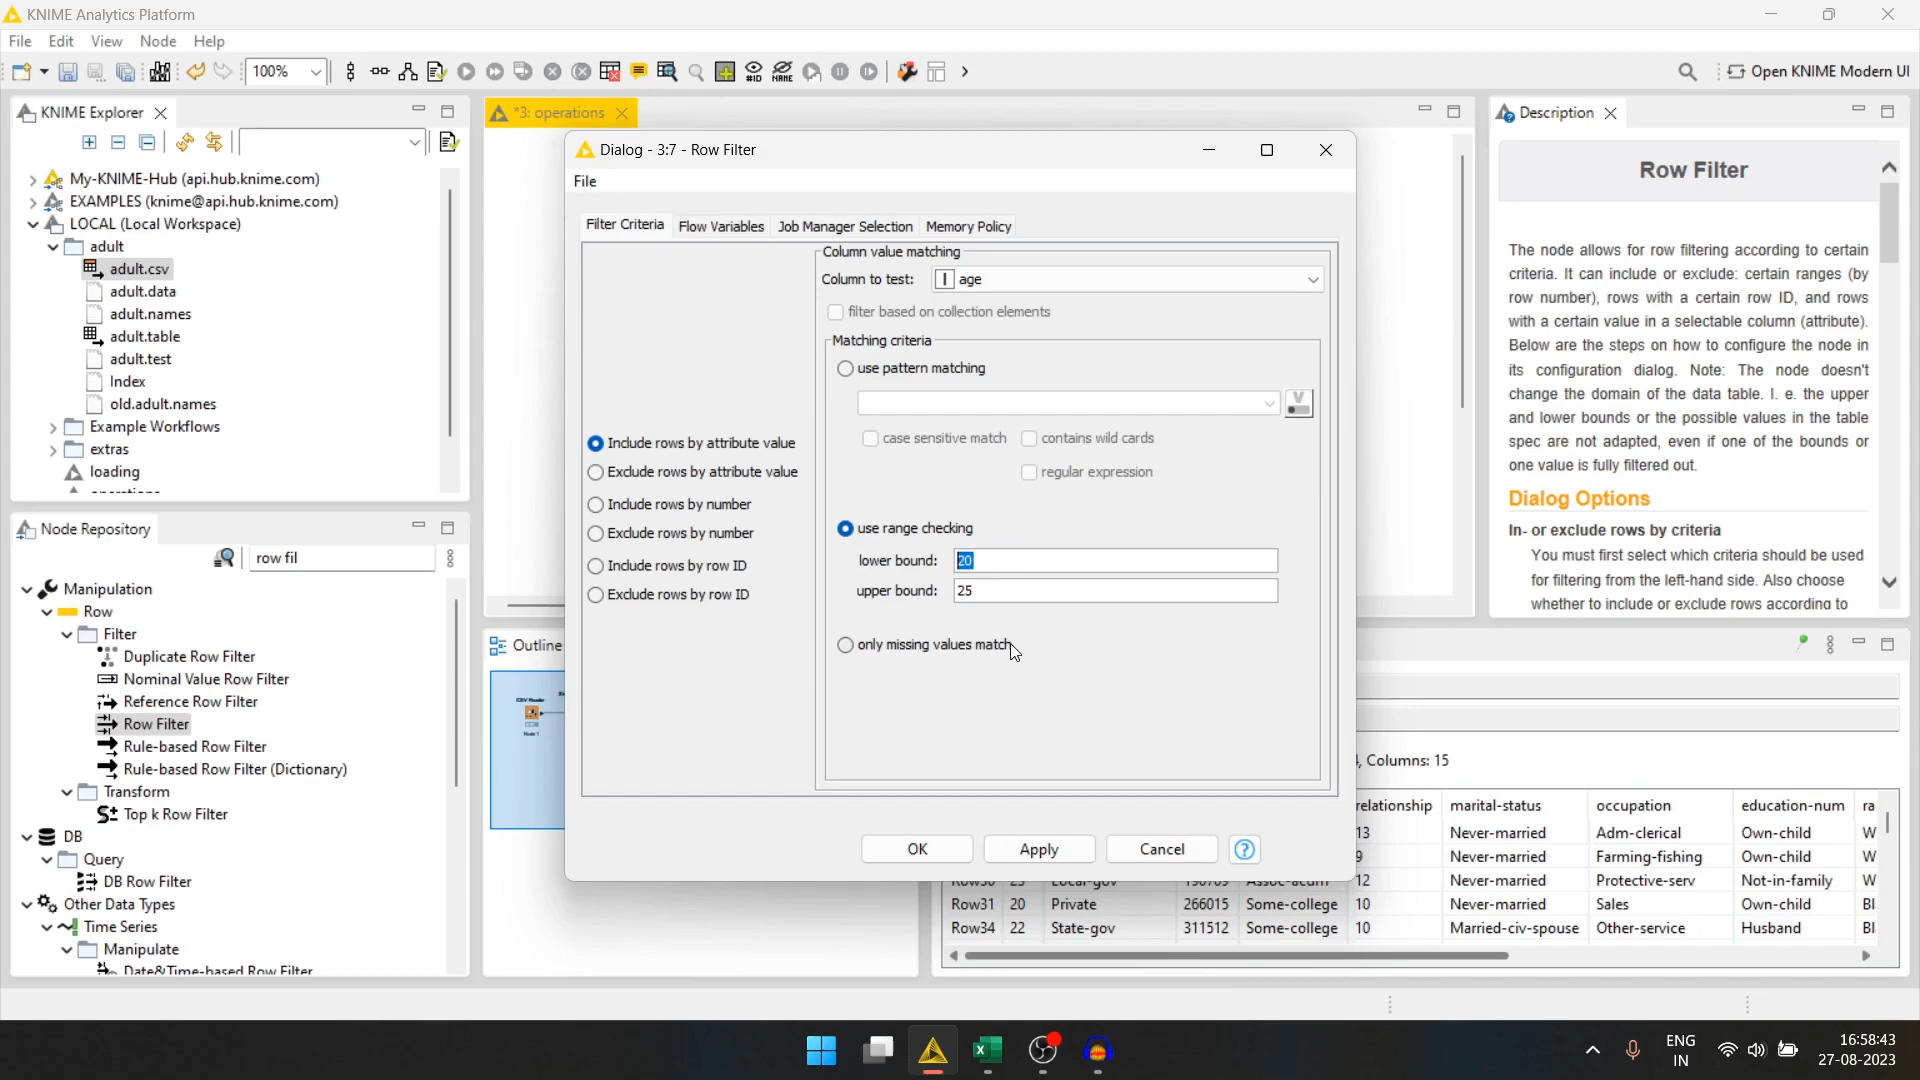 KNIME Analytics Platform
File Edit View Node Help
100%
#ID
NAME
Open KNIME Modern UI
KNIME Explorer
*3: operations
Description
My-KNIME-Hub (api.hub.knime.com)
EXAMPLES (knime@api.hub.knime.com)
LOCAL (Local Workspace)
adult
adult.csv
adult.data
adult.names
adult.table
adult.test
Index
old.adult.names
Example Workflows
extras
loading
operations
Node Repository
row fil
Manipulation
Row
Filter
Duplicate Row Filter
Nominal Value Row Filter
Reference Row Filter
Row Filter
Rule-based Row Filter
Rule-based Row Filter (Dictionary)
Transform
Top k Row Filter
DB
Query
DB Row Filter
Other Data Types
Time Series
Manipulate
Date&Time-based Row Filter
Dialog - 3:7 - Row Filter
File
Filter Criteria Flow Variables Job Manager Selection Memory Policy
Include rows by attribute value
Exclude rows by attribute value
Include rows by number
Exclude rows by number
Include rows by row ID
Exclude rows by row ID
Column value matching
Column to test: I age
filter based on collection elements
Matching criteria
use pattern matching
V
case sensitive match contains wild cards
regular expression
use range checking
lower bound: 20
upper bound: 25
only missing values match
OK Apply Cancel ?
Row Filter
The node allows for row filtering according to certain
criteria. It can include or exclude: certain ranges (by
row number), rows with a certain row ID, and rows
with a certain value in a selectable column (attribute).
Below are the steps on how to configure the node in
its configuration dialog. Note: The node doesn't
change the domain of the data table. I. e. the upper
and lower bounds or the possible values in the table
spec are not adapted, even if one of the bounds or
one value is fully filtered out.
Dialog Options
In- or exclude rows by criteria
You must first select which criteria should be used
for filtering from the left-hand side. Also choose
whether to include or exclude rows according to
Outline
CSV Reader
Node 1
, Columns: 15
relationship marital-status occupation education-num ra
13 Never-married Adm-clerical Own-child W
9 Never-married Farming-fishing Own-child W
Row30 23 Local-gov 190709 Assoc-acdm 12 Never-married Protective-serv Not-in-family W
Row31 20 Private 266015 Some-college 10 Never-married Sales Own-child Bl
Row34 22 State-gov 311512 Some-college 10 Married-civ-spouse Other-service Husband Bl
ENG
IN
16:58:43
27-08-2023